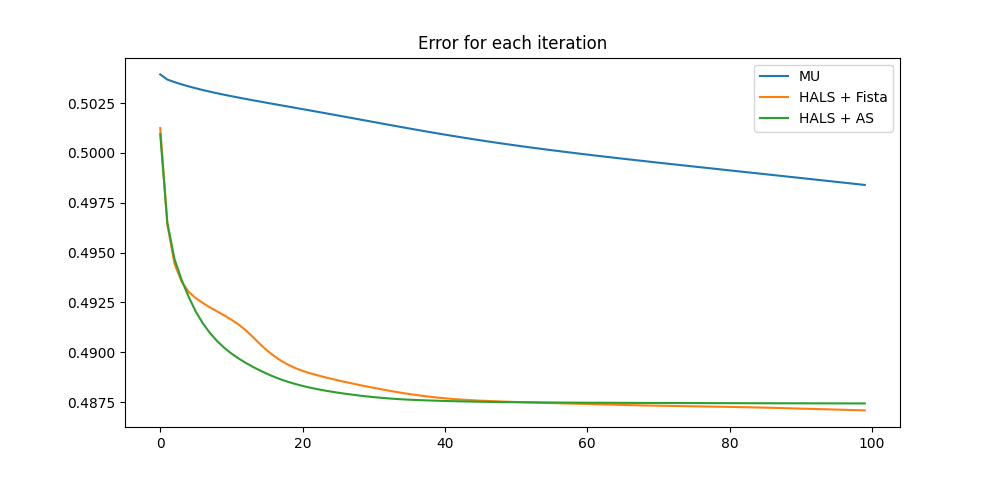 Error for each iteration
MU
HALS + Fista
HALS + AS
0.5025
0.5000
0.4975
0.4950
0.4925
0.4900
0.4875
0 20 40 60 80 100